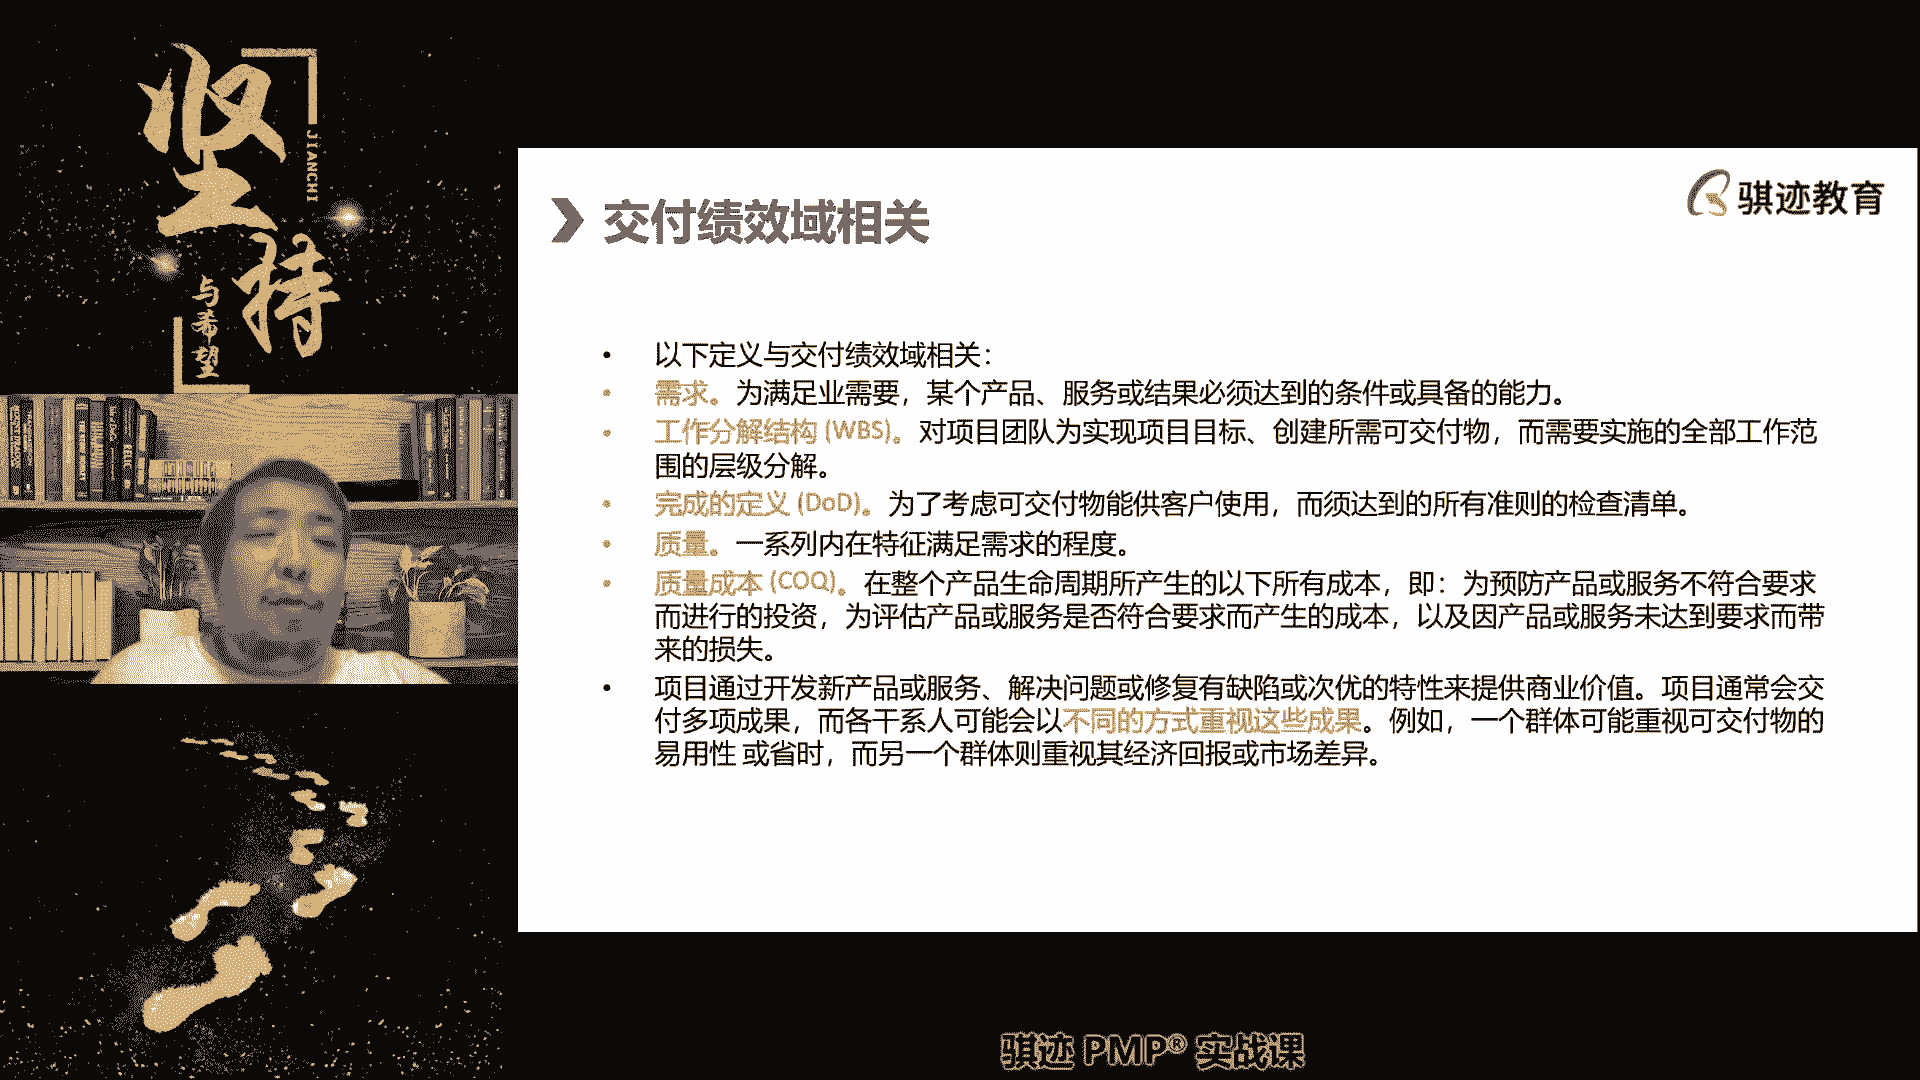 坚持
JIANCHI
与希望
骐迹教育
交付绩效域相关
• 以下定义与交付绩效域相关：
• 需求。为满足业需要，某个产品、服务或结果必须达到的条件或具备的能力。
• 工作分解结构 (WBS)。对项目团队为实现项目目标、创建所需可交付物，而需要实施的全部工作范
围的层级分解。
• 完成的定义 (DoD)。为了考虑可交付物能供客户使用，而须达到的所有准则的检查清单。
• 质量。一系列内在特征满足需求的程度。
• 质量成本 (COQ)。在整个产品生命周期所产生的以下所有成本，即：为预防产品或服务不符合要求
而进行的投资，为评估产品或服务是否符合要求而产生的成本，以及因产品或服务未达到要求而带
来的损失。
• 项目通过开发新产品或服务、解决问题或修复有缺陷或次优的特性来提供商业价值。项目通常会交
付多项成果，而各干系人可能会以不同的方式重视这些成果。例如，一个群体可能重视可交付物的
易用性 或省时，而另一个群体则重视其经济回报或市场差异。
骐迹 PMP® 实战课